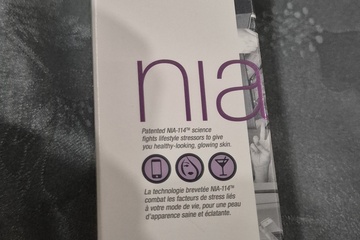 nia
Patented NIA-114™ science
fights lifestyle stressors to give
you healthy-looking, glowing skin.
La technologie brevetée NIA-114™
combat les facteurs de stress liés
à votre mode de vie, pour une peau
d'apparence saine et éclatante.